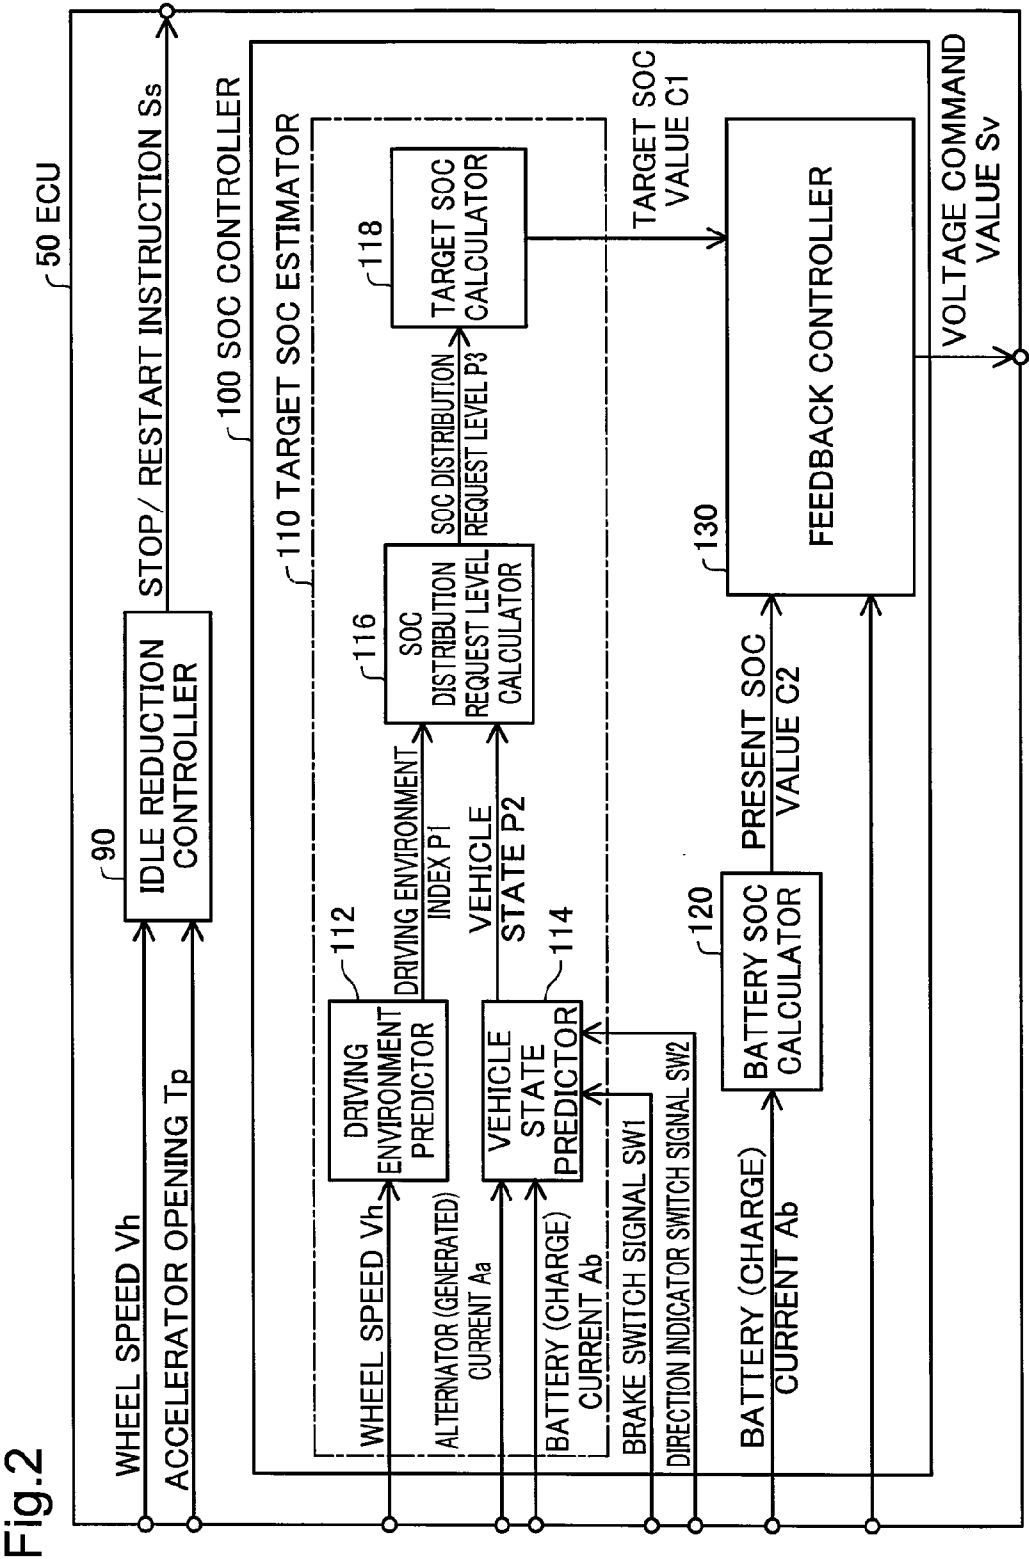 Fig.2
50 ECU
WHEEL SPEED Vh
ACCELERATOR OPENING Tp
90
IDLE REDUCTION
CONTROLLER
STOP/ RESTART INSTRUCTION Ss
100 SOC CONTROLLER
110 TARGET SOC ESTIMATOR
WHEEL SPEED Vh
112
DRIVING
ENVIRONMENT
PREDICTOR
DRIVING ENVIRONMENT
INDEX P1
ALTERNATOR (GENERATED)
CURRENT Aa
BATTERY (CHARGE)
CURRENT Ab
114
VEHICLE
STATE
PREDICTOR
VEHICLE
STATE P2
116
SOC
DISTRIBUTION
REQUEST LEVEL
CALCULATOR
SOC DISTRIBUTION
REQUEST LEVEL P3
118
TARGET SOC
CALCULATOR
TARGET SOC
VALUE C1
BRAKE SWITCH SIGNAL SW1
DIRECTION INDICATOR SWITCH SIGNAL SW2
BATTERY (CHARGE)
CURRENT Ab
120
BATTERY SOC
CALCULATOR
PRESENT SOC
VALUE C2
130
FEEDBACK CONTROLLER
VOLTAGE COMMAND
VALUE Sv